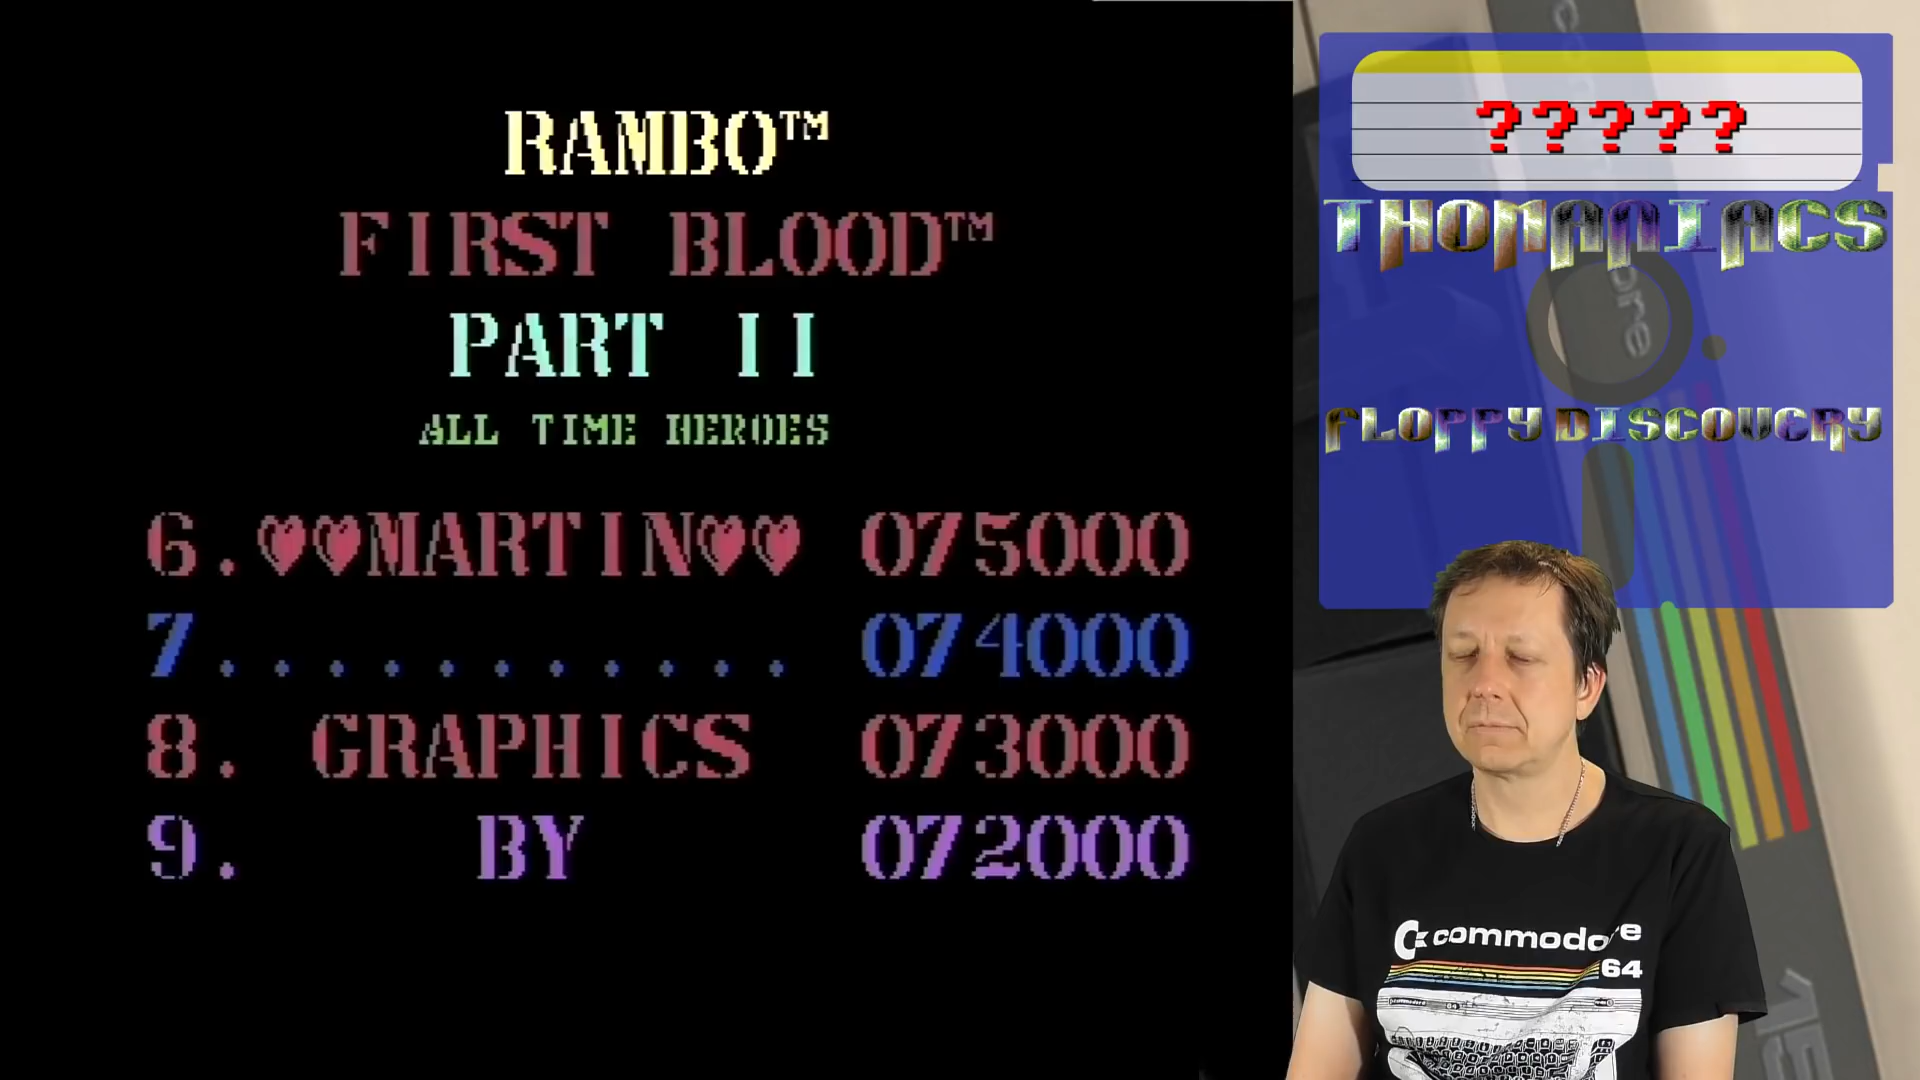 RAMBO™
FIRST BLOOD™
PART II
ALL TIME HEROES
6.♥♥MARTIN♥♥ 075000
7........... 074000
8. GRAPHICS 073000
9. BY 072000
?????
THOMANIACS
FLOPPY DISCOVERY
commodore
64